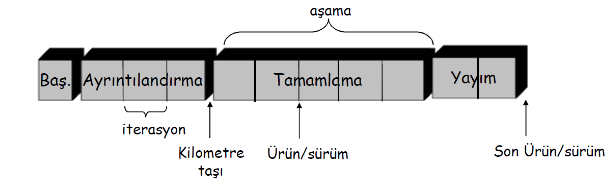 aşama
Baş. Ayrıntılandırma Tamamlama Yayım
iterasyon
Kilometre
taşı
Ürün/sürüm
Son Ürün/sürüm